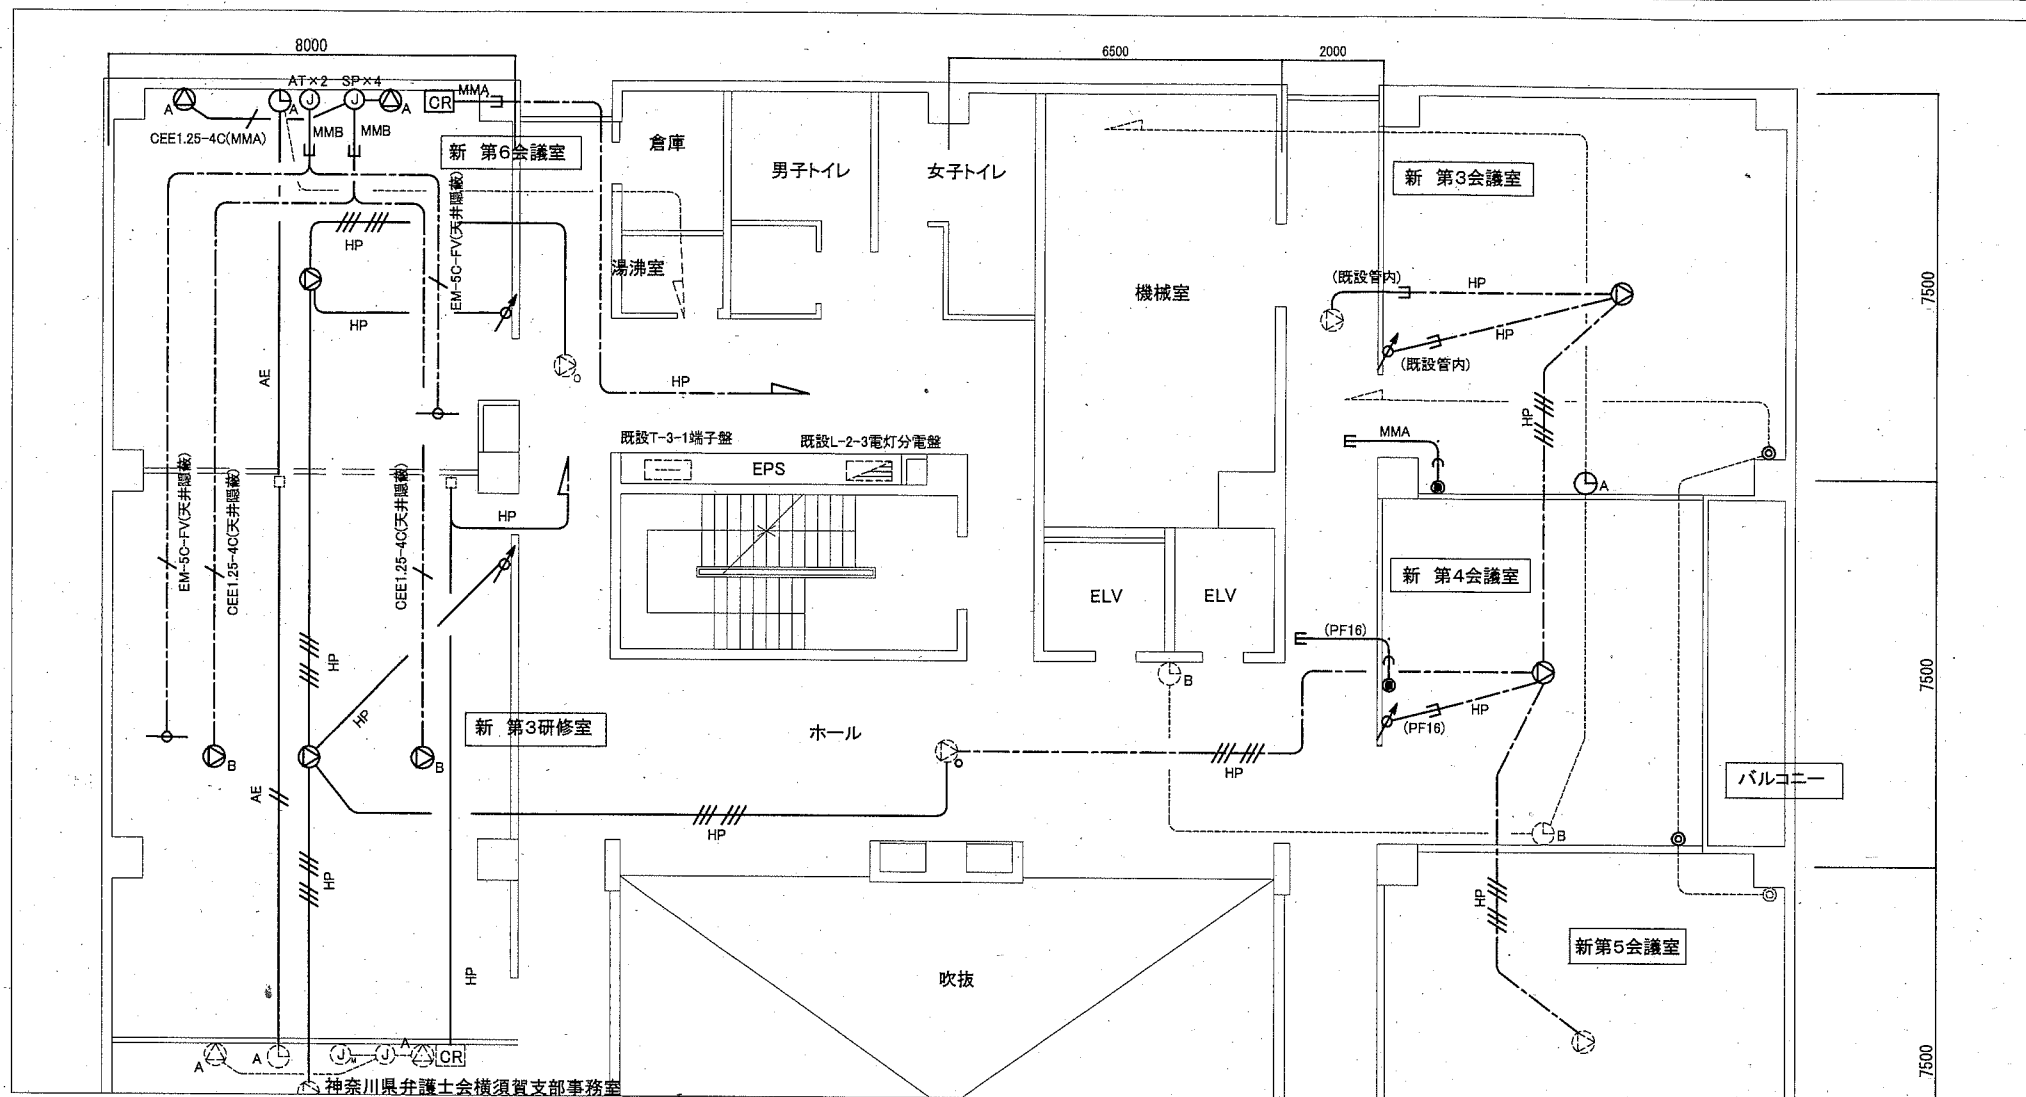 8000
6500
2000
AT×2 SP×4
A
A
J
J
A
CR
MMA
CEE1.25-4C(MMA)
MMB
MMB
新 第6会議室
倉庫
男子トイレ
女子トイレ
新 第3会議室
EM-5C-FV(天井隠蔽)
HP
湯沸室
機械室
(既設管内)
HP
7500
HP
HP
(既設管内)
AE
HP
HP
MMA
既設T-3-1端子盤
既設L-2-3電灯分電盤
EPS
A
EM-5C-FV(天井隠蔽)
CEE1.25-4C(天井隠蔽)
CEE1.25-4C(天井隠蔽)
HP
新 第4会議室
ELV
ELV
(PF16)
HP
B
HP
7500
HP
(PF16)
新 第3研修室
ホール
B
B
HP
バルコニー
AE
HP
B
HP
HP
新第5会議室
HP
吹抜
7500
A
A
J
M
J
A
CR
神奈川県弁護士会横須賀支部事務室